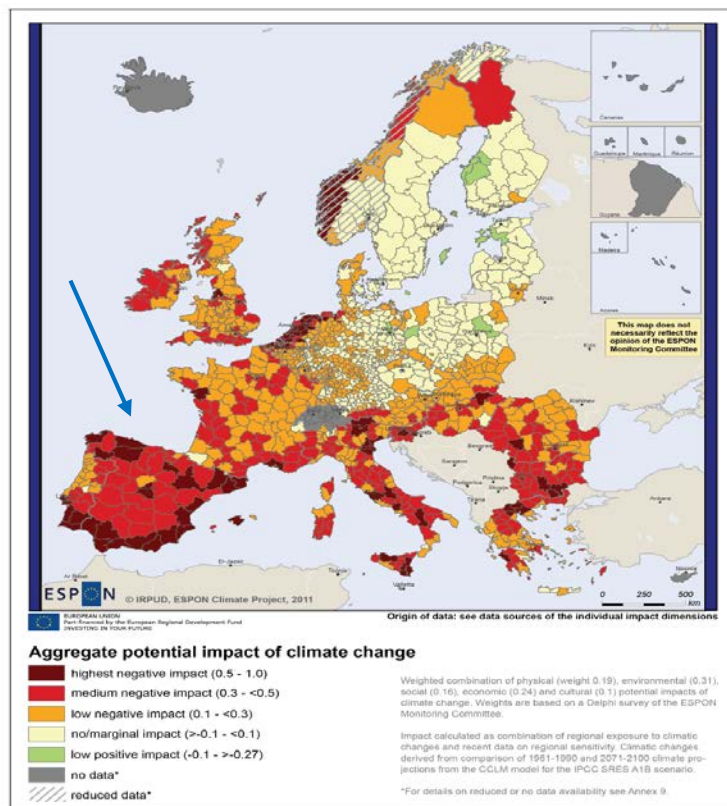 Canarias
Guadeloupe Martinique Réunion
Guyane
Madeira
Azores
This map does not
necessarily reflect the
opinion of the ESPON
Monitoring Committee
Minsk
Kishinev
Ankara
Tunis
Valletta
El-Jazair
Nicosia
ESPON
© IRPUD, ESPON Climate Project, 2011
0 250 500
km
EUROPEAN UNION
Part-financed by the European Regional Development Fund
INVESTING IN YOUR FUTURE
Origin of data: see data sources of the individual impact dimensions
Aggregate potential impact of climate change
highest negative impact (0.5 - 1.0)
medium negative impact (0.3 - <0.5)
low negative impact (0.1 - <0.3)
no/marginal impact (>-0.1 - <0.1)
low positive impact (-0.1 - >-0.27)
no data*
reduced data*
Weighted combination of physical (weight 0.19), environmental (0.31),
social (0.16), economic (0.24) and cultural (0.1) potential impacts of
climate change. Weights are based on a Delphi survey of the ESPON
Monitoring Committee.
Impact calculated as combination of regional exposure to climatic
changes and recent data on regional sensitivity. Climatic changes
derived from comparison of 1961-1990 and 2071-2100 climate pro-
jections from the CCLM model for the IPCC SRES A1B scenario.
*For details on reduced or no data availability see Annex 9.